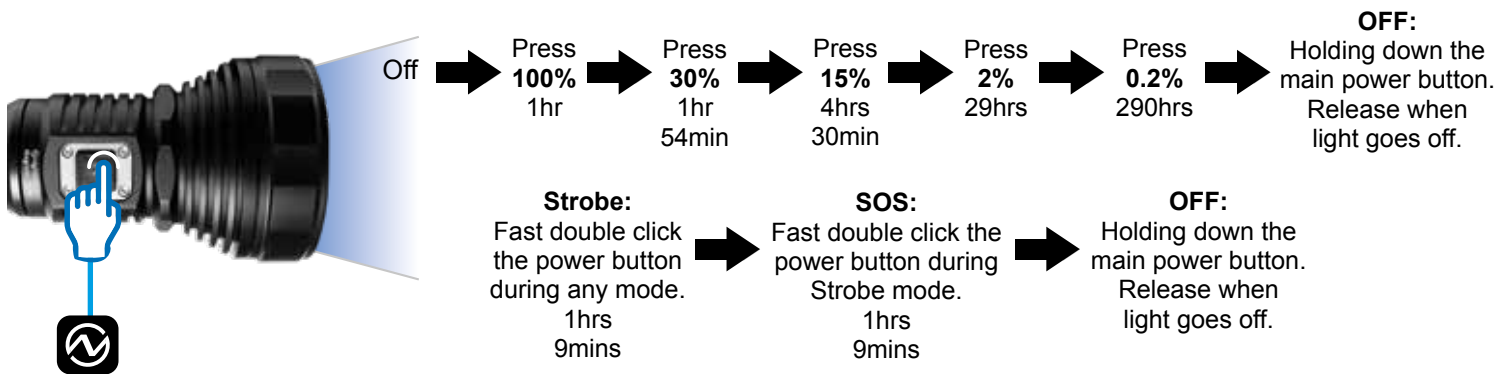 Off
Press
100%
1hr
Press
30%
1hr
54min
Press
15%
4hrs
30min
Press
2%
29hrs
Press
0.2%
290hrs
OFF:
Holding down the
main power button.
Release when
light goes off.
Strobe:
Fast double click
the power button
during any mode.
1hrs
9mins
SOS:
Fast double click the
power button during
Strobe mode.
1hrs
9mins
OFF:
Holding down the
main power button.
Release when
light goes off.